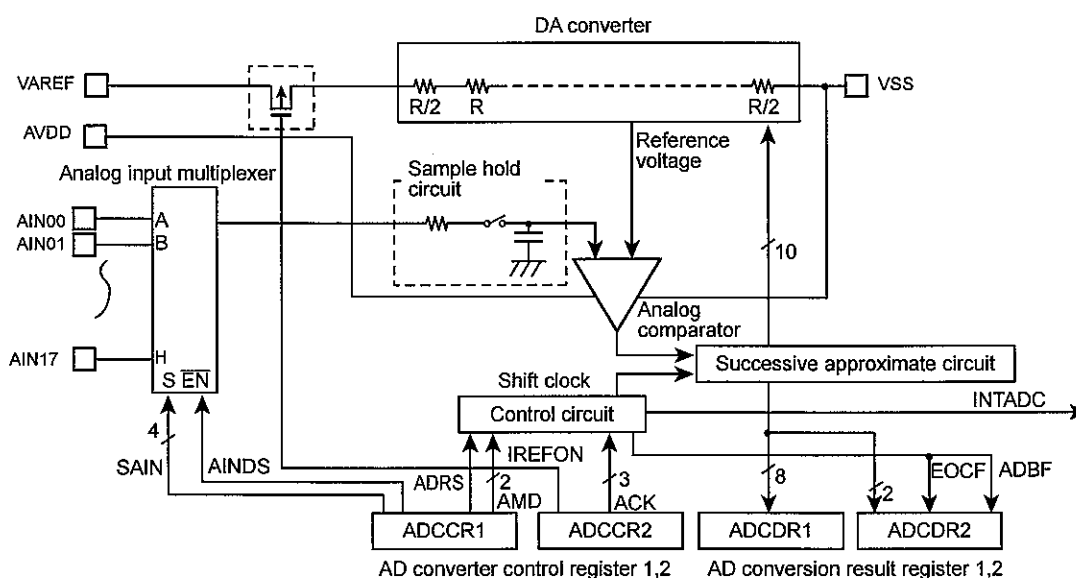 DA converter
VAREF
VSS
R/2
R
R/2
AVDD
Reference voltage
Analog input multiplexer
Sample hold circuit
AIN00
A
AIN01
B
10
Analog comparator
AIN17
H
Successive approximate circuit
S EN
Shift clock
INTADC
Control circuit
4
SAIN
AINDS
IREFON
ADRS
2
AMD
3
ACK
8
2
EOCF
ADBF
ADCCR1
ADCCR2
ADCDR1
ADCDR2
AD converter control register 1,2
AD conversion result register 1,2